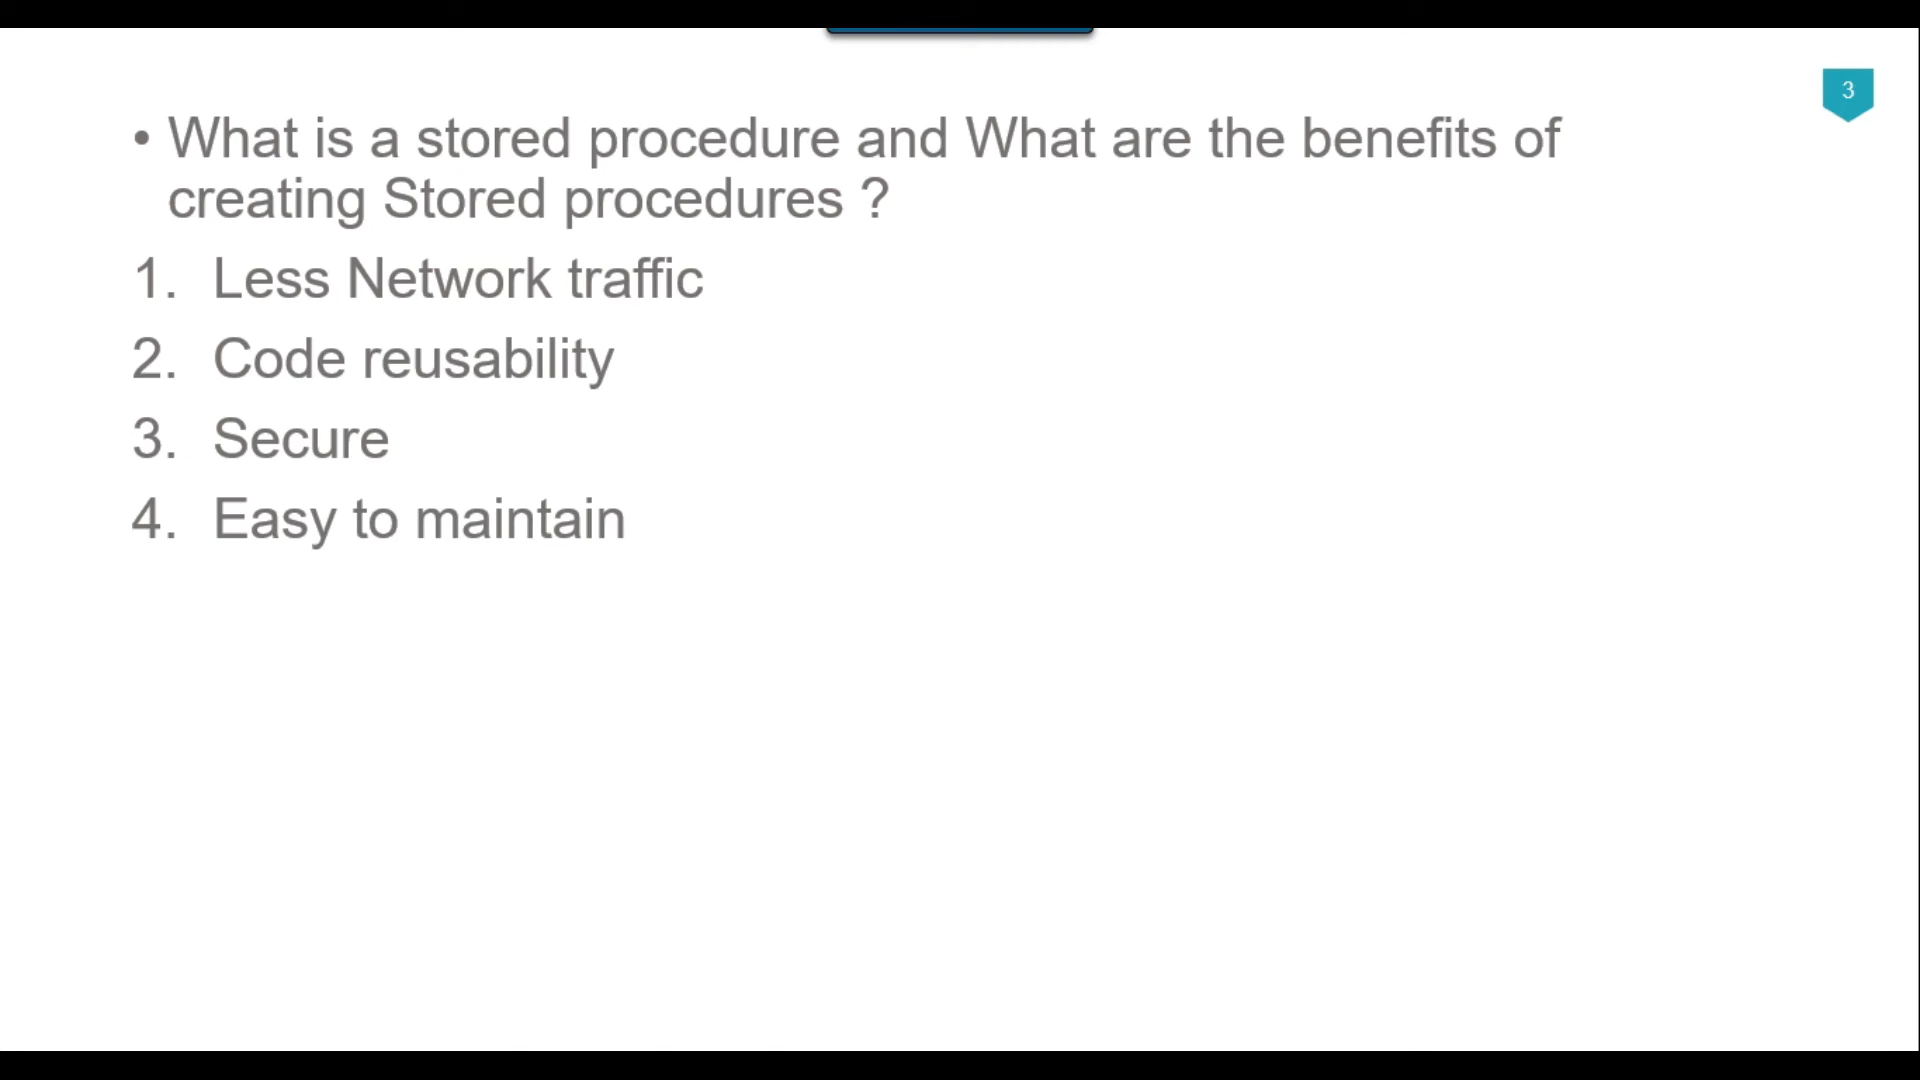 3
• What is a stored procedure and What are the benefits of
creating Stored procedures ?
1. Less Network traffic
2. Code reusability
3. Secure
4. Easy to maintain